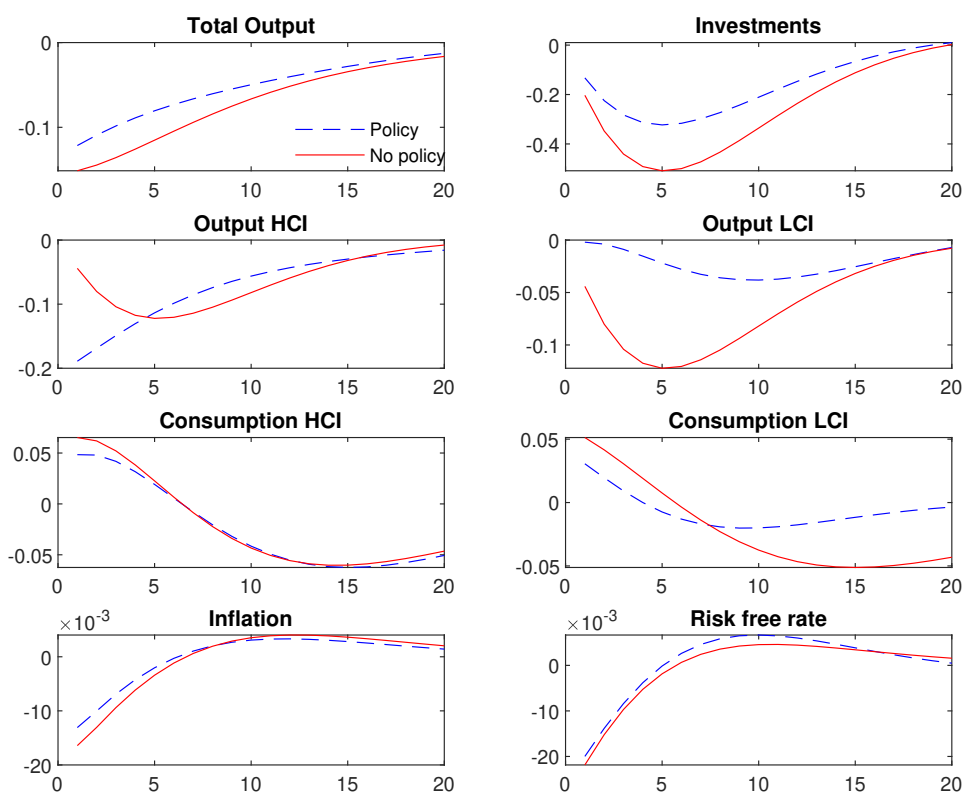 Total Output
0
-0.1
Policy
No policy
0 5 10 15 20
Investments
0
-0.2
-0.4
0 5 10 15 20
Output HCI
0
-0.1
-0.2
0 5 10 15 20
Output LCI
0
-0.05
-0.1
0 5 10 15 20
Consumption HCI
0.05
0
-0.05
0 5 10 15 20
Consumption LCI
0.05
0
-0.05
0 5 10 15 20
Inflation
×10⁻³
0
-10
-20
0 5 10 15 20
Risk free rate
×10⁻³
0
-10
-20
0 5 10 15 20